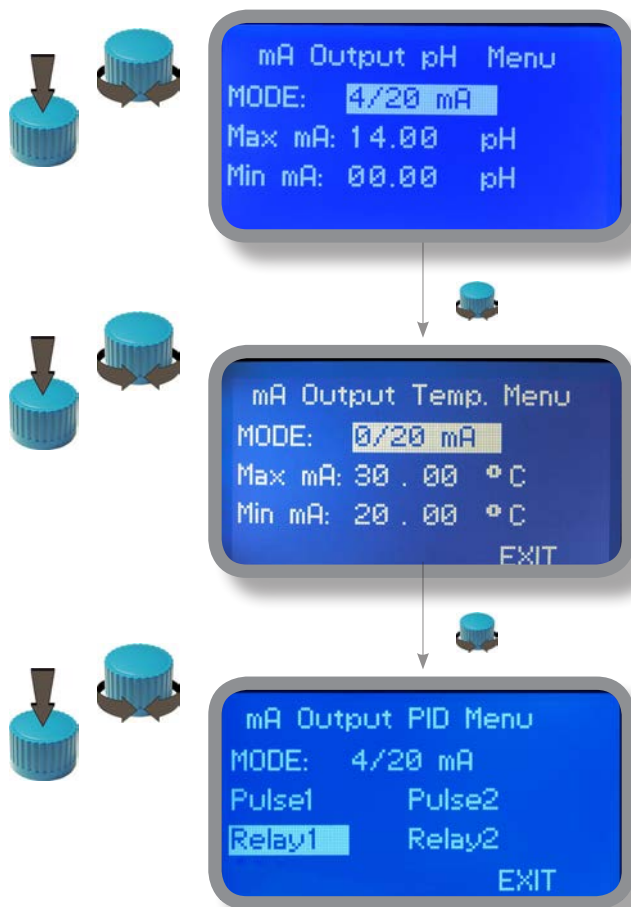 mA Output pH Menu
MODE: 4/20 mA
Max mA: 14.00 pH
Min mA: 00.00 pH
mA Output Temp. Menu
MODE: 0/20 mA
Max mA: 30 . 00 °C
Min mA: 20 . 00 °C
EXIT
mA Output PID Menu
MODE: 4/20 mA
Pulse1 Pulse2
Relay1 Relay2
EXIT